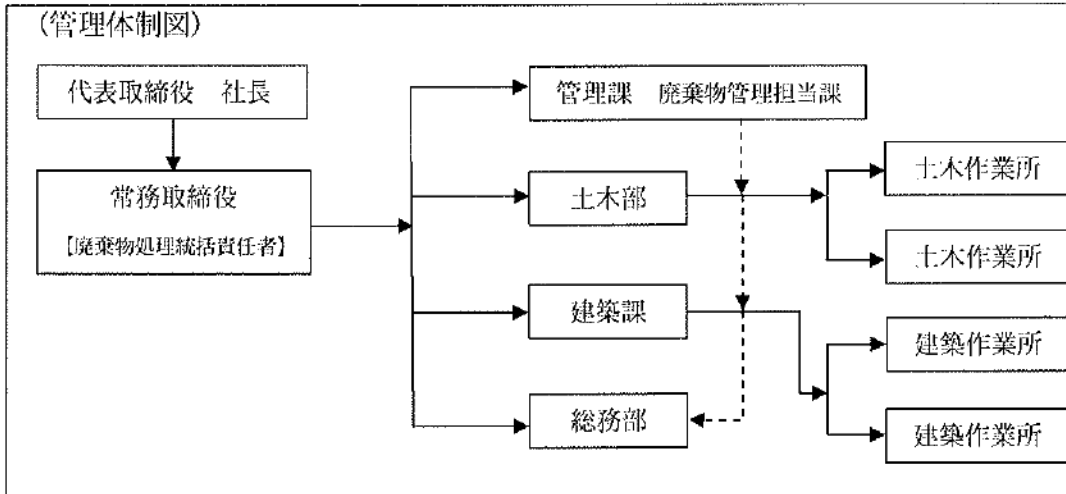 （管理体制図）
代表取締役　社長
常務取締役
【廃棄物処理統括責任者】
管理課　廃棄物管理担当課
土木部
建築課
総務部
土木作業所
土木作業所
建築作業所
建築作業所